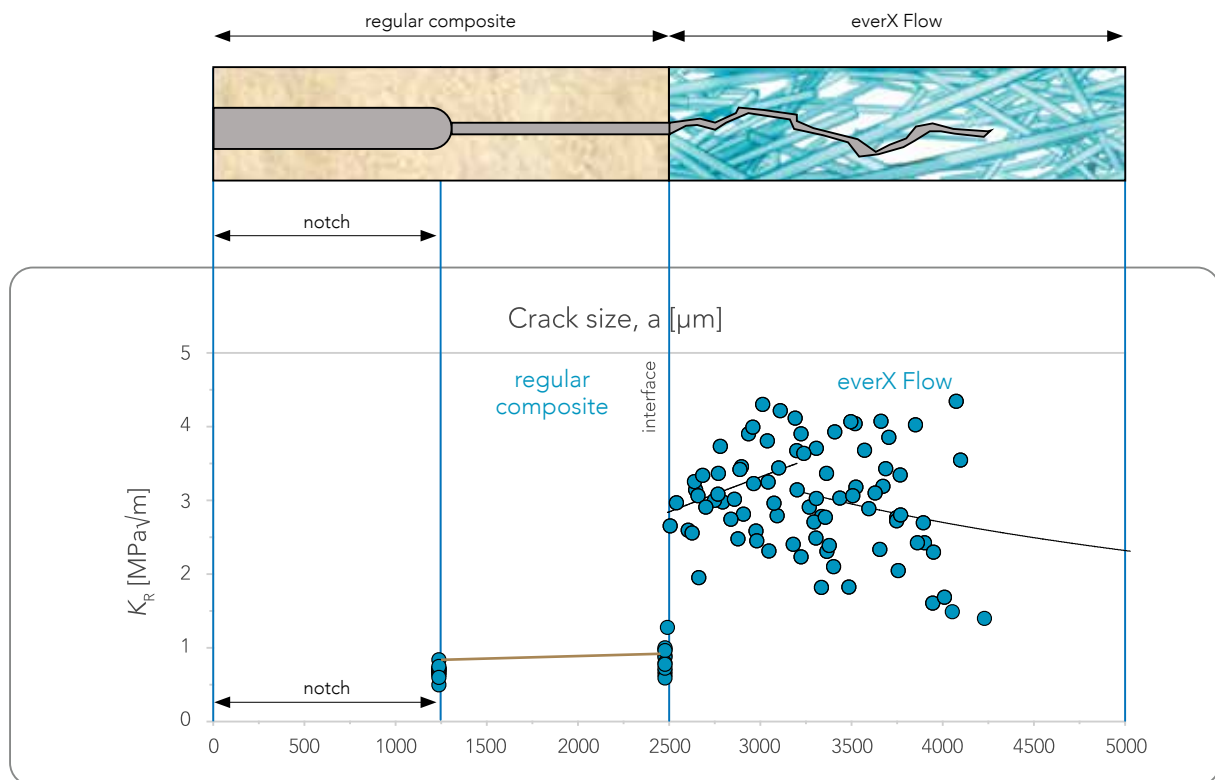 regular composite
everX Flow
notch
Crack size, a [µm]
5
4
3
2
1
0
K_R [MPa√m]
regular
composite
interface
everX Flow
notch
0
500
1000
1500
2000
2500
3000
3500
4000
4500
5000